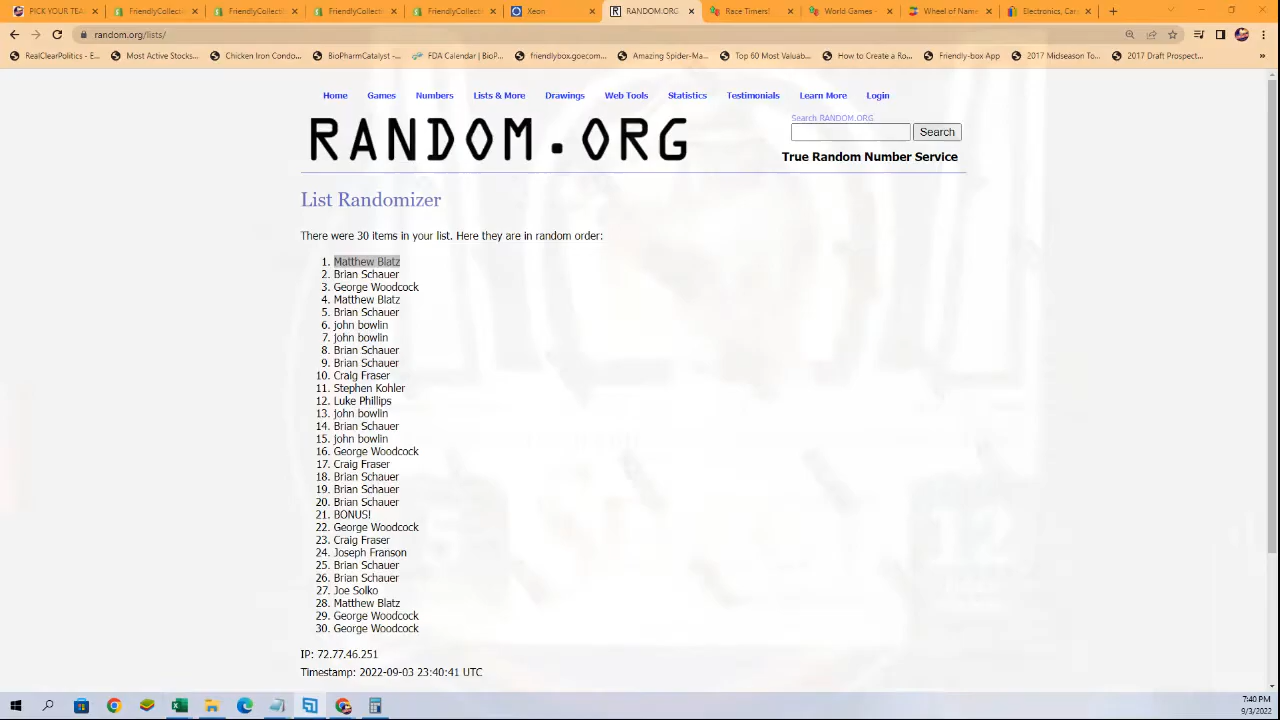 PICK YOUR TEA
FriendlyCollecti
FriendlyCollecti
FriendlyCollecti
FriendlyCollecti
Xeon
RANDOM.ORG
Race Timers!
World Games -
Wheel of Name
Electronics, Car
random.org/lists/
RealClearPolitics - E...
Most Active Stocks...
Chicken Iron Condo...
BioPharmCatalyst -...
FDA Calendar | BioP...
friendlybox.goecom...
Amazing Spider-Ma...
Top 60 Most Valuab...
How to Create a Ro...
Friendly-box App
2017 Midseason To...
2017 Draft Prospect...
Home
Games
Numbers
Lists & More
Drawings
Web Tools
Statistics
Testimonials
Learn More
Login
RANDOM.ORG
Search RANDOM.ORG
Search
True Random Number Service
List Randomizer
There were 30 items in your list. Here they are in random order:
1. Matthew Blatz
2. Brian Schauer
3. George Woodcock
4. Matthew Blatz
5. Brian Schauer
6. john bowlin
7. john bowlin
8. Brian Schauer
9. Brian Schauer
10. Craig Fraser
11. Stephen Kohler
12. Luke Phillips
13. john bowlin
14. Brian Schauer
15. john bowlin
16. George Woodcock
17. Craig Fraser
18. Brian Schauer
19. Brian Schauer
20. Brian Schauer
21. BONUS!
22. George Woodcock
23. Craig Fraser
24. Joseph Franson
25. Brian Schauer
26. Brian Schauer
27. Joe Solko
28. Matthew Blatz
29. George Woodcock
30. George Woodcock
IP: 72.77.46.251
Timestamp: 2022-09-03 23:40:41 UTC
7:40 PM
9/3/2022